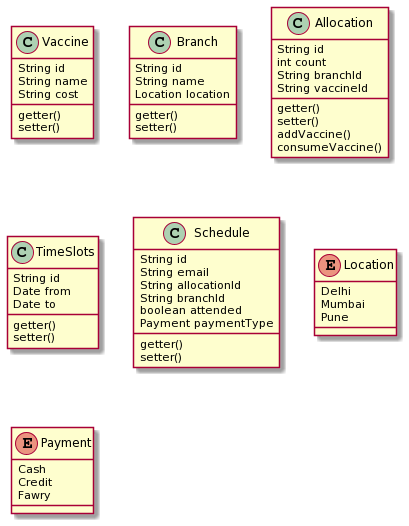 C Vaccine
String id
String name
String cost
getter()
setter()
C Branch
String id
String name
Location location
getter()
setter()
C Allocation
String id
int count
String branchId
String vaccineId
getter()
setter()
addVaccine()
consumeVaccine()
C TimeSlots
String id
Date from
Date to
getter()
setter()
C Schedule
String id
String email
String allocationId
String branchId
boolean attended
Payment paymentType
getter()
setter()
E Location
Delhi
Mumbai
Pune
E Payment
Cash
Credit
Fawry